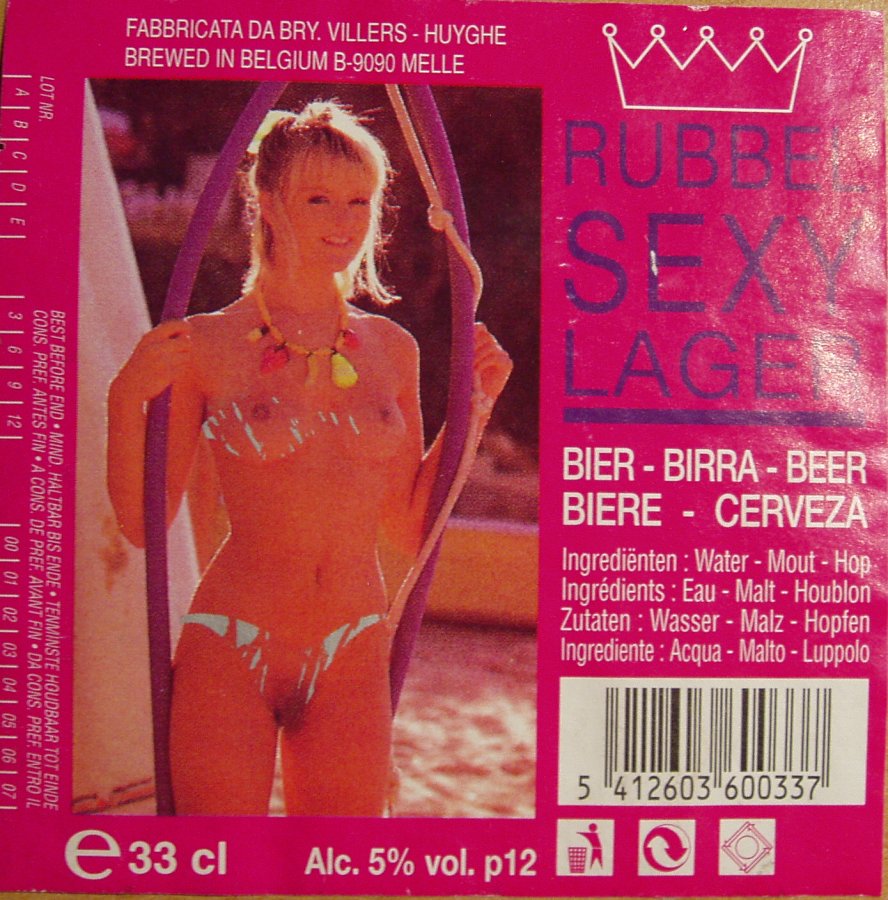 FABBRICATA DA BRY. VILLERS - HUYGHE
BREWED IN BELGIUM B-9090 MELLE
RUBBEL
SEXY
LAGER
BIER - BIRRA - BEER
BIERE - CERVEZA
Ingrediënten : Water - Mout - Hop
Ingrédients : Eau - Malt - Houblon
Zutaten : Wasser - Malz - Hopfen
Ingrediente : Acqua - Malto - Luppolo
5 412603 600337
e 33 cl
Alc. 5% vol. p12
LOT NR.
A B C D E
3 6 9 12
00 01 02 03 04 05 06 07
BEST BEFORE END • MIND. HALTBAR BIS ENDE • TENMINSTE HOUDBAAR TOT EINDE
CONS. PREF. ANTES FIN • A CONS. DE PREF. AVANT FIN • DA CONS. PREF. ENTRO IL